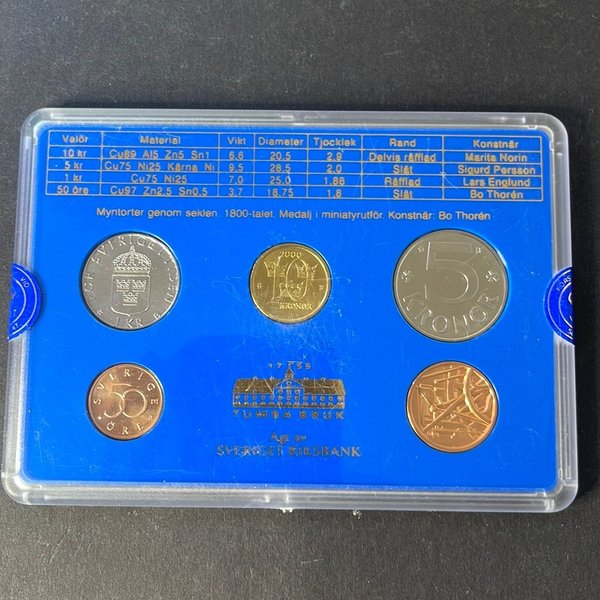 Valör Material Vikt Diameter Tjocklek Rand Konstnär
10 kr Cu89 Al5 Zn5 Sn1 6.6 20.5 2.9 Delvis räfflad Marita Norin
5 kr Cu75 Ni25 Kärna Ni 9.5 28.5 2.0 Slät Sigurd Persson
1 kr Cu75 Ni25 7.0 25.0 1.88 Räfflad Lars Englund
50 öre Cu97 Zn2.5 Sn0.5 3.7 18.75 1.8 Slät Bo Thorén
Myntorter genom seklen. 1800-talet. Medalj i miniatyrutför. Konstnär: Bo Thorén
SVERIGE
1 KR
2000
10
KRONOR
5
KRONOR
SVERIGE
50
ÖRE
1755
TUMBA BRUK
Ägt av
SVERIGES RIKSBANK